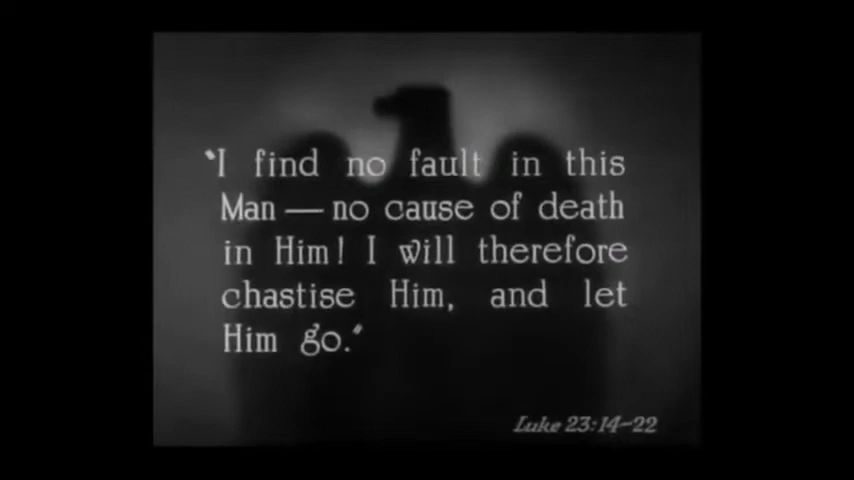 "I find no fault in this
Man — no cause of death
in Him! I will therefore
chastise Him, and let
Him go."
Luke 23:14-22